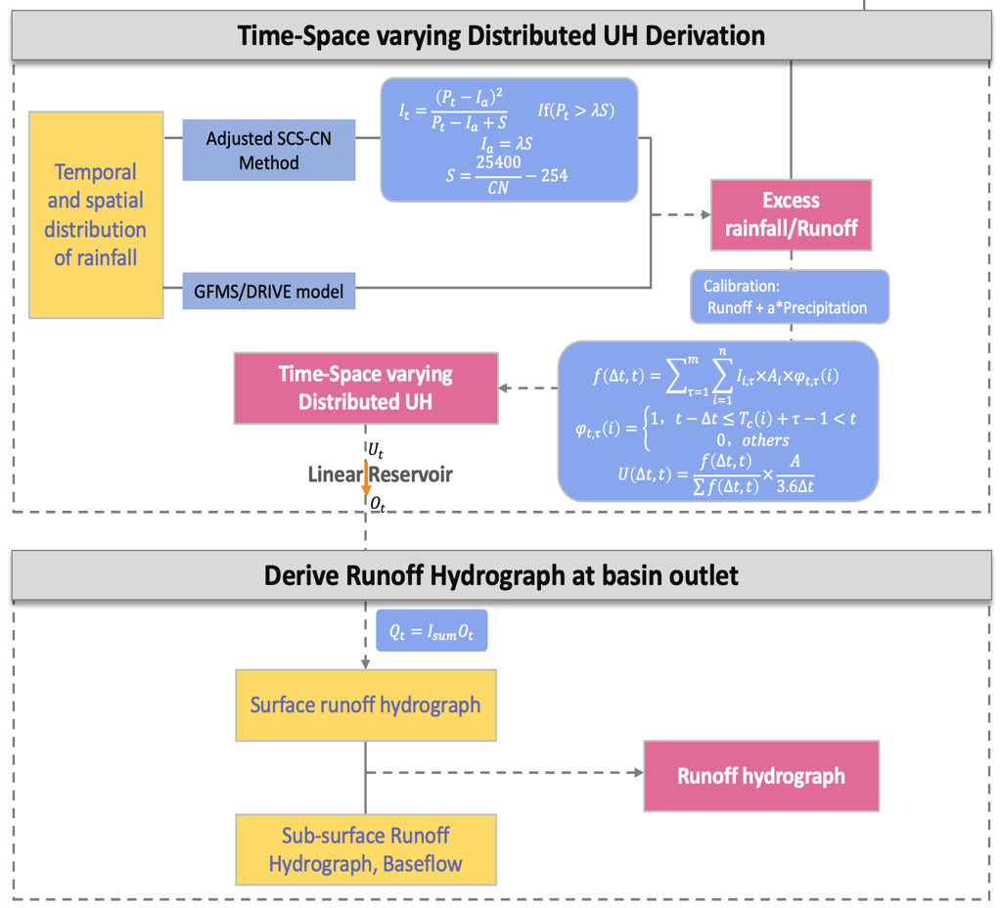 Time-Space varying Distributed UH Derivation
Temporal
and spatial
distribution
of rainfall
Adjusted SCS-CN
Method
I_t = (P_t − I_a)² / (P_t − I_a + S)    If(P_t > λS)
I_a = λS
S = 25400 / CN − 254
GFMS/DRIVE model
Excess
rainfall/Runoff
Calibration:
Runoff + a*Precipitation
f(Δt, t) = ∑_{τ=1}^{m} ∑_{i=1}^{n} I_{i,τ}×A_i×φ_{t,τ}(i)
φ_{t,τ}(i) = {1, t − Δt ≤ T_c(i) + τ − 1 < t
0, others
U(Δt, t) = f(Δt, t) / ∑ f(Δt, t) × A / 3.6Δt
Time-Space varying
Distributed UH
U_t
Linear Reservoir
O_t
Derive Runoff Hydrograph at basin outlet
Q_t = I_{sum}O_t
Surface runoff hydrograph
Runoff hydrograph
Sub-surface Runoff
Hydrograph, Baseflow